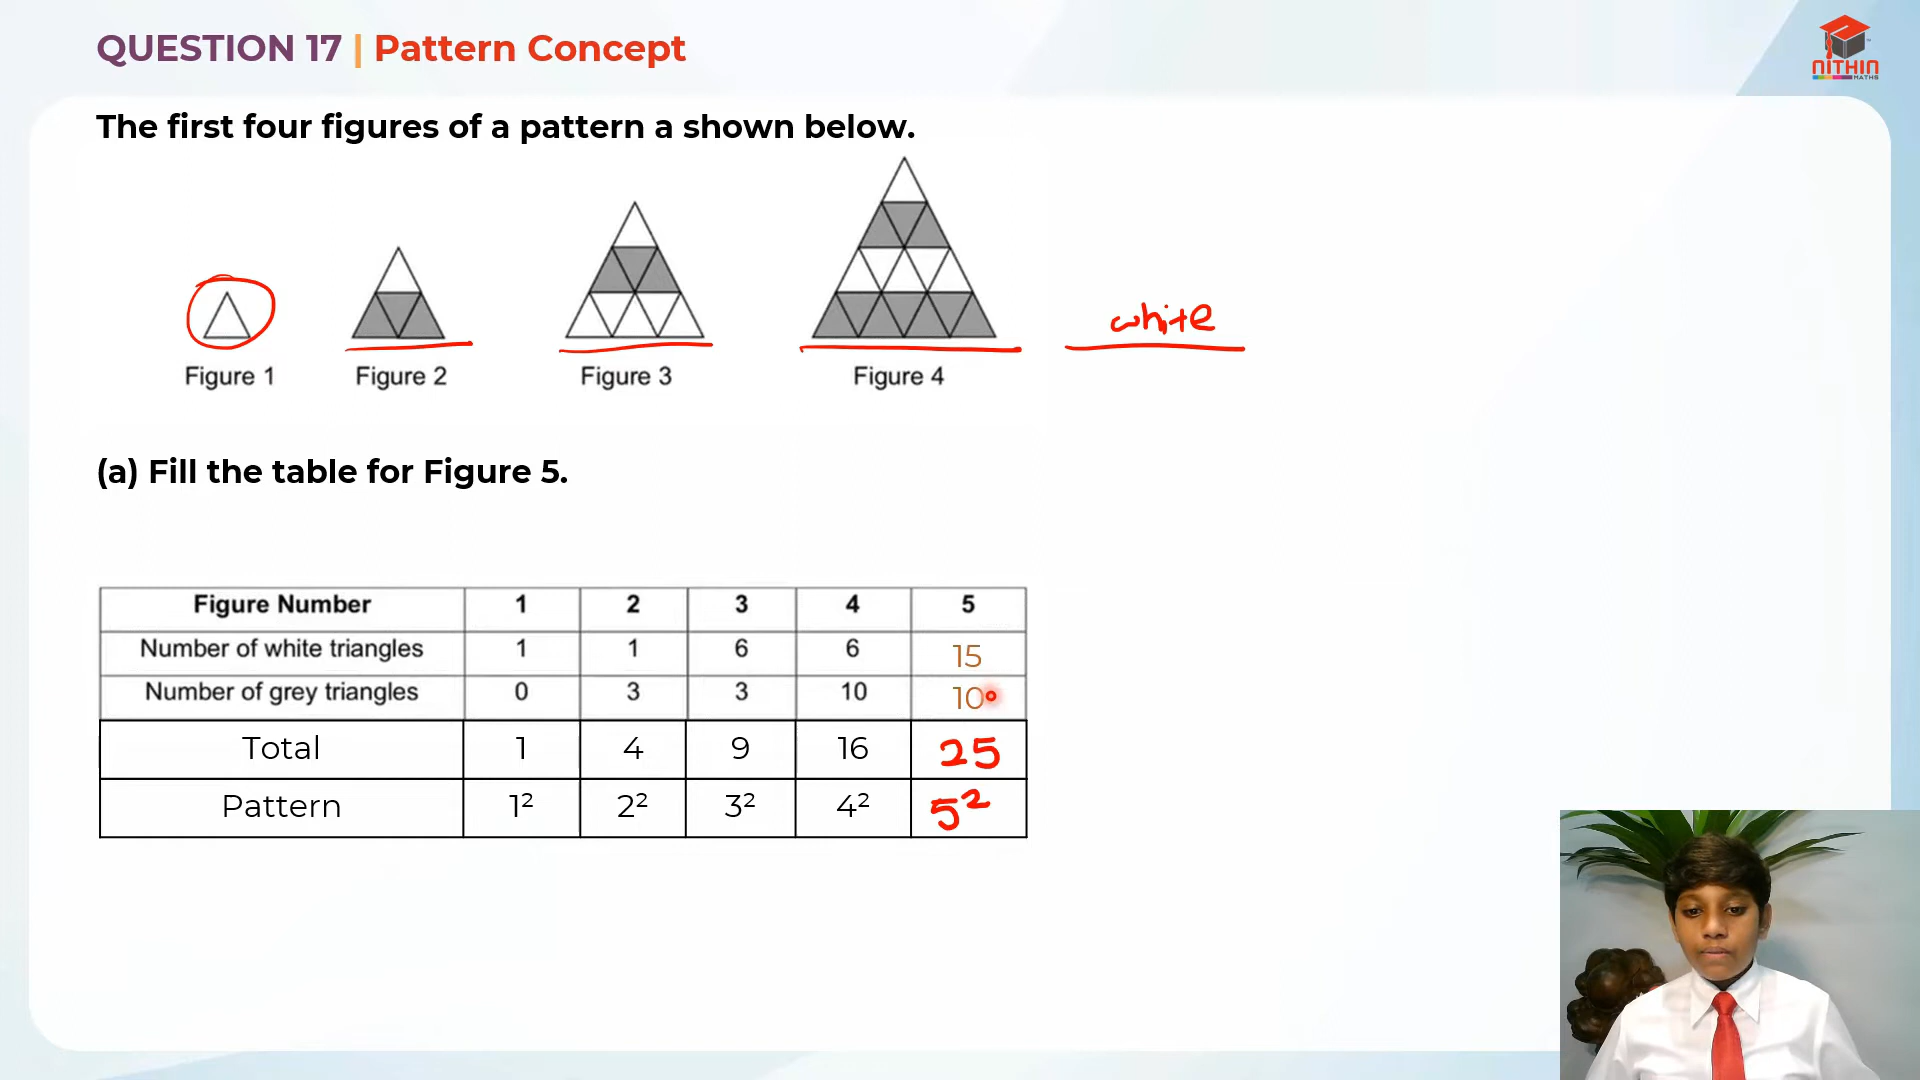 QUESTION 17 | Pattern Concept
NITHIN
MATHS
The first four figures of a pattern a shown below.
white
Figure 1 Figure 2 Figure 3 Figure 4
(a) Fill the table for Figure 5.
Figure Number 1 2 3 4 5
Number of white triangles 1 1 6 6 15
Number of grey triangles 0 3 3 10 10
Total 1 4 9 16 25
Pattern 1² 2² 3² 4² 5²